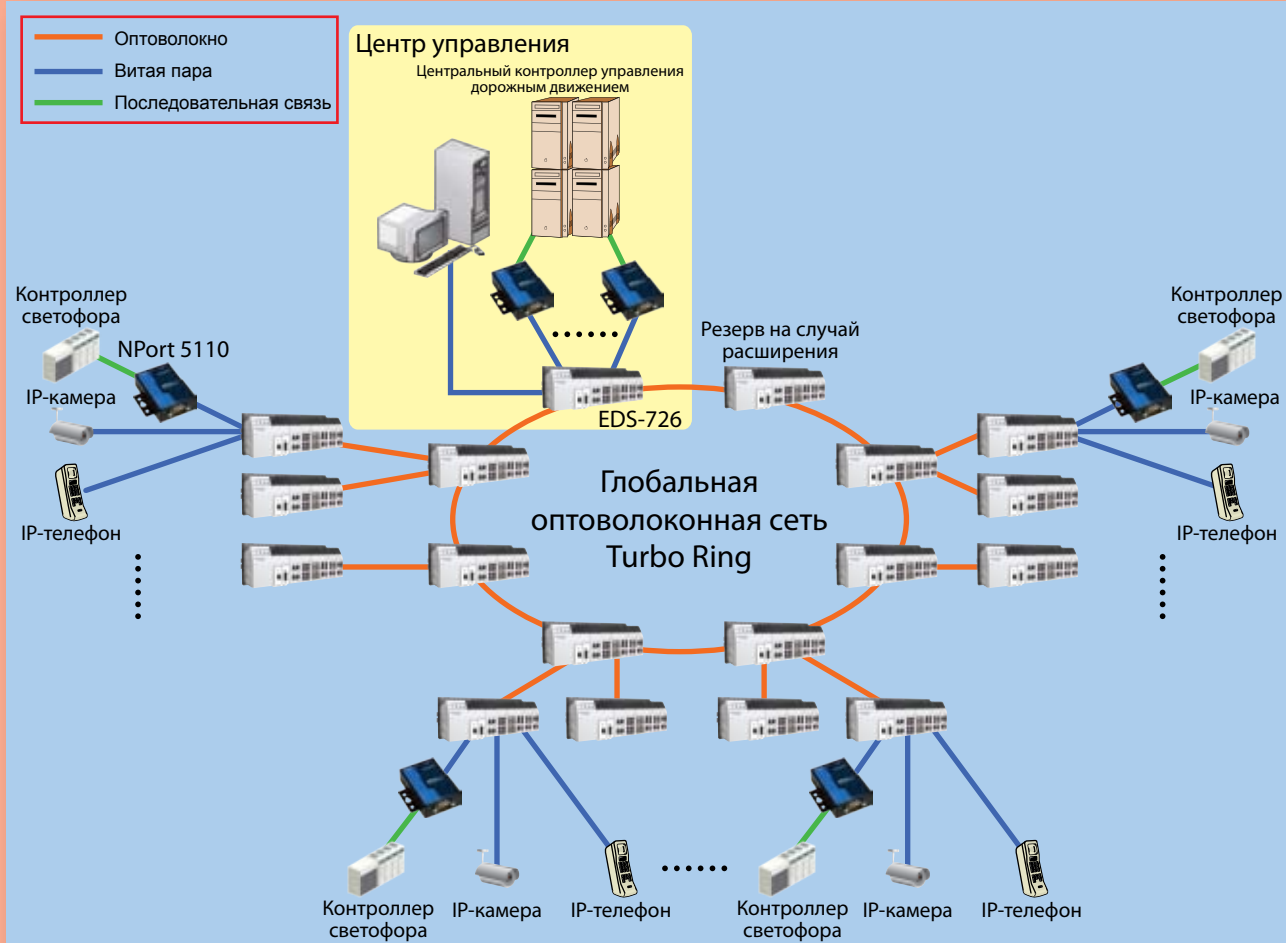 Оптоволокно
Витая пара
Последовательная связь
Центр управления
Центральный контроллер управления
дорожным движением
Контроллер
светофора
NPort 5110
IP-камера
IP-телефон
Резерв на случай
расширения
EDS-726
Контроллер
светофора
IP-камера
IP-телефон
Глобальная
оптоволоконная сеть
Turbo Ring
Контроллер
светофора
IP-камера
IP-телефон
Контроллер
светофора
IP-камера
IP-телефон